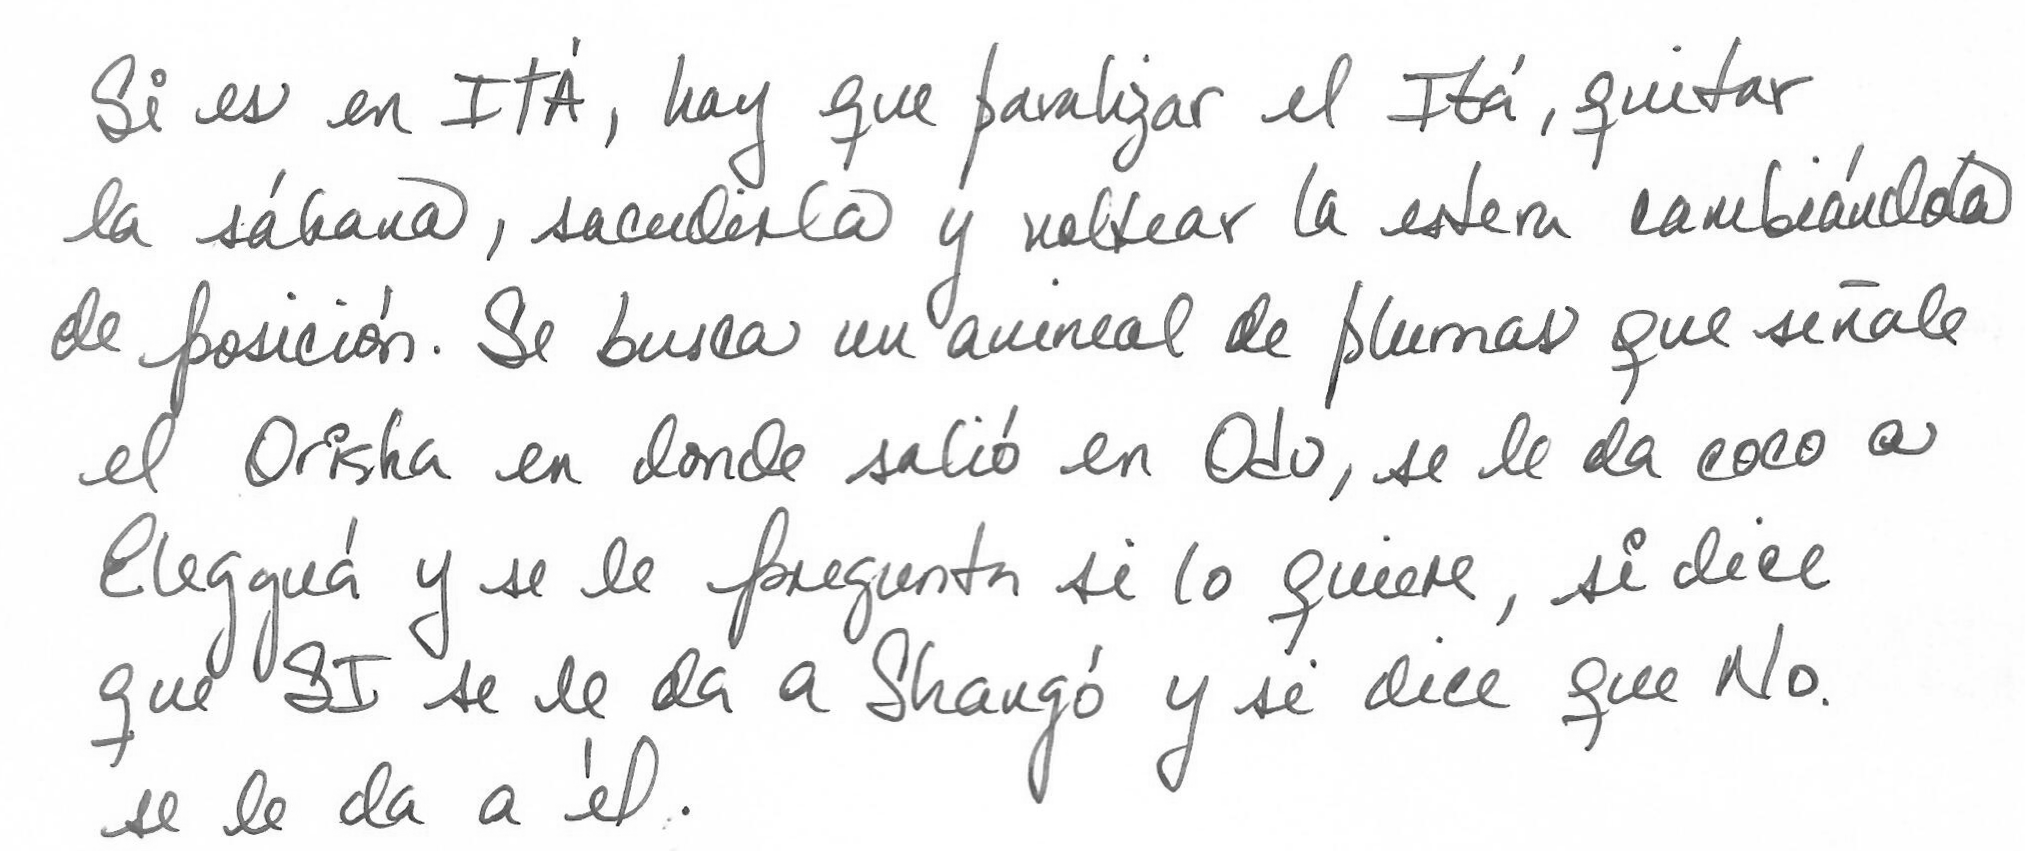 Si es en ITÁ, hay que paralizar el Itá, quitar
la sábana, sacudirla y voltear la estera cambiándola
de posición. Se busca un animal de plumas que señale
el Orisha en donde salió en Odu, se le da coco a
Eleggua y se le pregunta si lo quiere, si dice
que SI se le da a Shangó y si dice que No.
se le da a él.